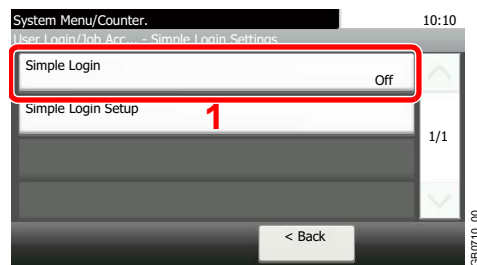 System Menu/Counter.
10:10
User Login/Job Acc... - Simple Login Settings
Simple Login
Off
Simple Login Setup
1
1/1
< Back
GB0710_00